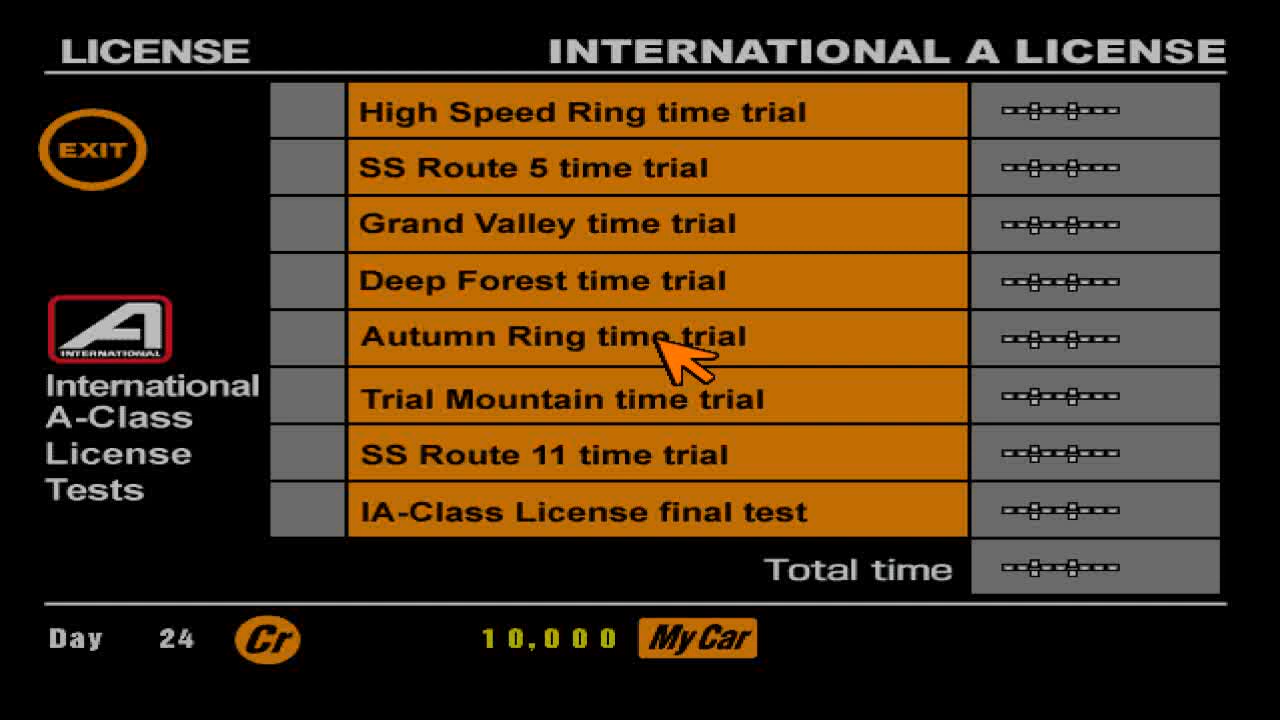 LICENSE
INTERNATIONAL A LICENSE
EXIT
High Speed Ring time trial
SS Route 5 time trial
Grand Valley time trial
Deep Forest time trial
Autumn Ring time trial
Trial Mountain time trial
SS Route 11 time trial
IA-Class License final test
A
INTERNATIONAL
International
A-Class
License
Tests
Total time
Day 24 Cr 10,000 My Car